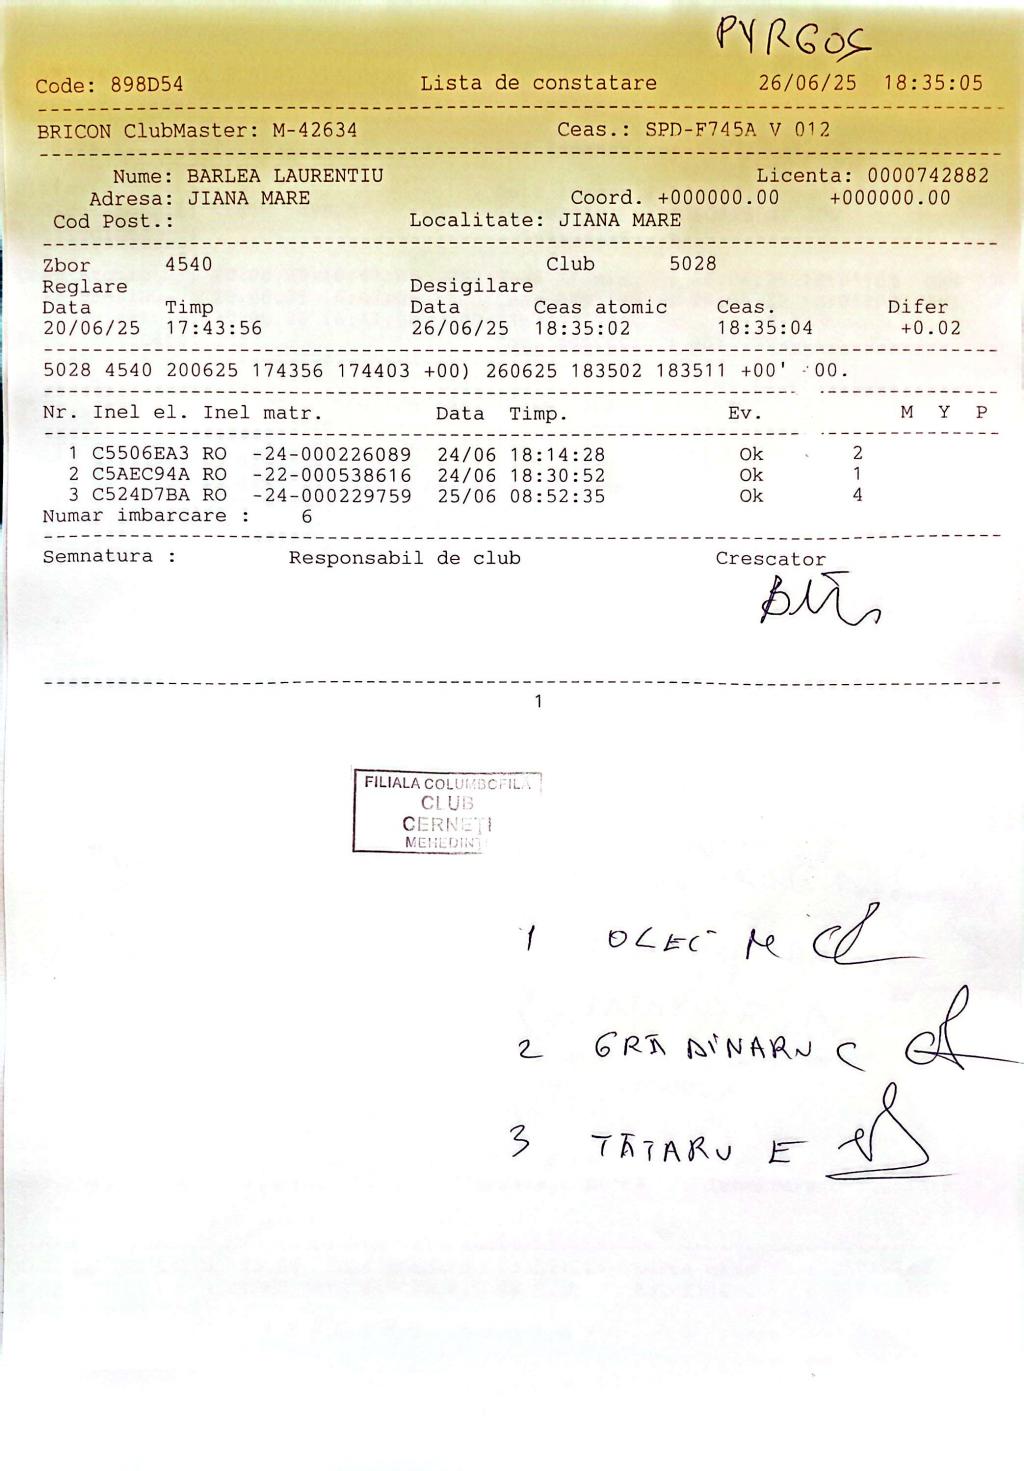 PYRGOS
Code: 898D54 Lista de constatare 26/06/25 18:35:05
BRICON ClubMaster: M-42634 Ceas.: SPD-F745A V 012
Nume: BARLEA LAURENTIU Licenta: 0000742882
Adresa: JIANA MARE Coord. +000000.00 +000000.00
Cod Post.: Localitate: JIANA MARE
Zbor 4540 Club 5028
Reglare Desigilare
Data Timp Data Ceas atomic Ceas. Difer
20/06/25 17:43:56 26/06/25 18:35:02 18:35:04 +0.02
5028 4540 200625 174356 174403 +00) 260625 183502 183511 +00' 00.
Nr. Inel el. Inel matr. Data Timp. Ev. M Y P
1 C5506EA3 RO -24-000226089 24/06 18:14:28 Ok 2
2 C5AEC94A RO -22-000538616 24/06 18:30:52 Ok 1
3 C524D7BA RO -24-000229759 25/06 08:52:35 Ok 4
Numar imbarcare : 6
Semnatura : Responsabil de club Crescator
1
FILIALA COLUMBOFILA
CLUB
CERNEȚI
MEHEDINȚI
1
2 GRĂDINARU C
3 TĂTARU E